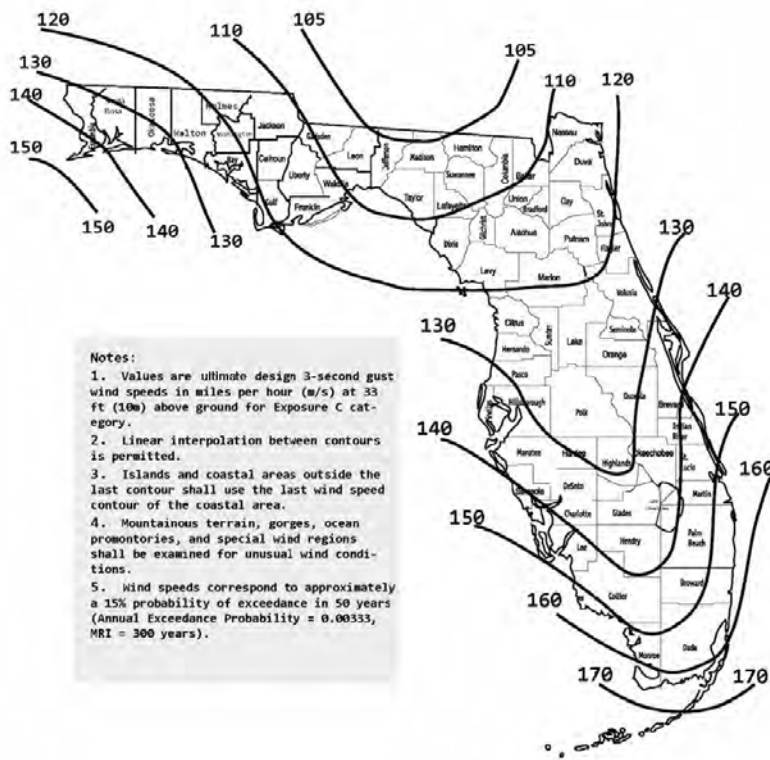 120
110
105
105
110
120
130
140
150
150
140
130
Santa
Rosa
Escambia
Okaloosa
Walton
Holmes
Washington
Jackson
Bay
Calhoun
Gulf
Liberty
Gadsden
Leon
Wakulla
Franklin
Jefferson
Madison
Taylor
Hamilton
Suwannee
Lafayette
Columbia
Baker
Nassau
Duval
Union
Bradford
Clay
St.
Johns
Dixie
Gilchrist
Alachua
Putnam
Flagler
Levy
Marion
Volusia
130
140
Citrus
Sumter
Lake
Seminole
Hernando
Orange
Pasco
130
Pinellas
Hillsborough
Polk
Osceola
Brevard
Indian
River
150
140
Manatee
Hardee
Highlands
Okeechobee
St.
Lucie
160
Sarasota
DeSoto
Martin
150
Charlotte
Glades
Lee
Hendry
Palm
Beach
160
Collier
Broward
170
Monroe
Dade
170
Notes:
1. Values are ultimate design 3-second gust
wind speeds in miles per hour (m/s) at 33
ft (10m) above ground for Exposure C cat-
egory.
2. Linear interpolation between contours
is permitted.
3. Islands and coastal areas outside the
last contour shall use the last wind speed
contour of the coastal area.
4. Mountainous terrain, gorges, ocean
promontories, and special wind regions
shall be examined for unusual wind condi-
tions.
5. Wind speeds correspond to approximately
a 15% probability of exceedance in 50 years
(Annual Exceedance Probability = 0.00333,
MRI = 300 years).